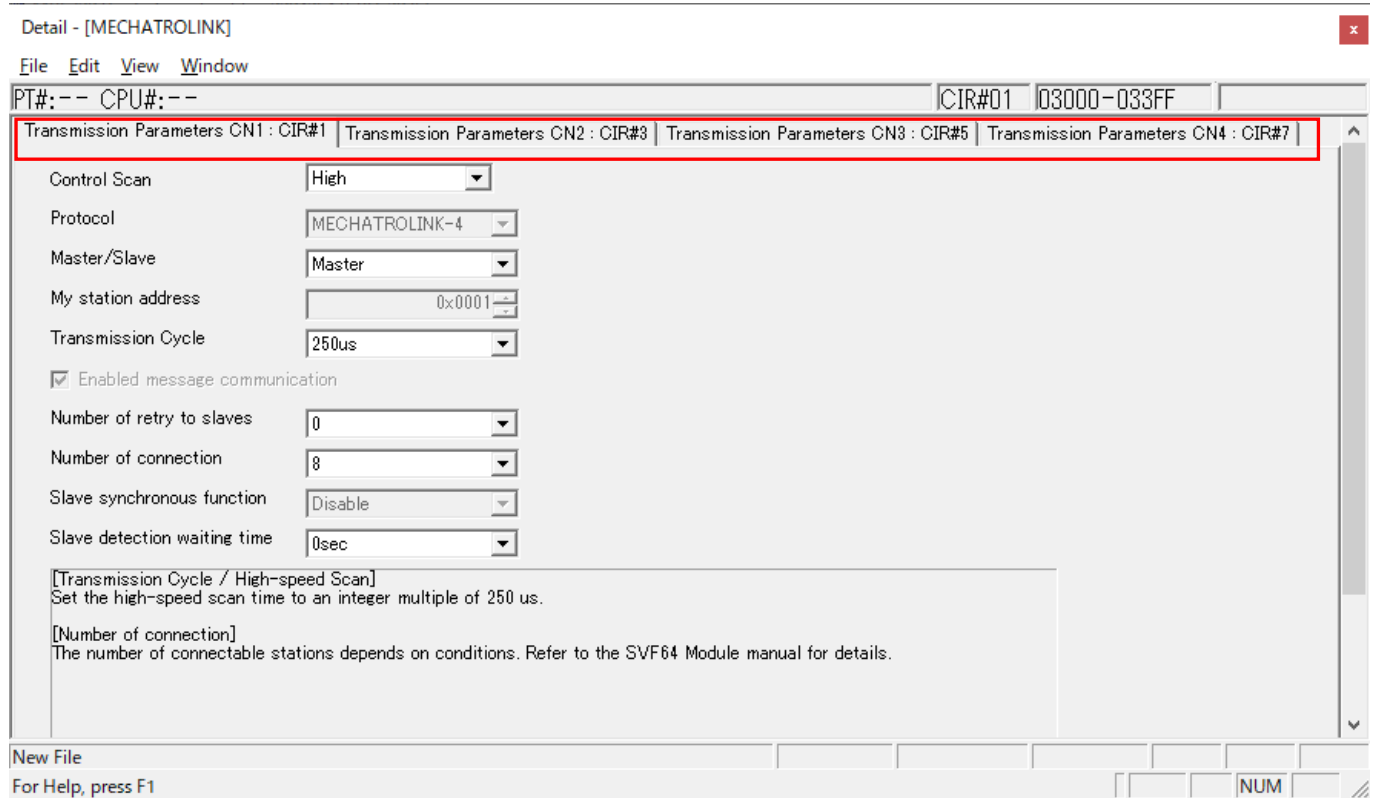 Detail - [MECHATROLINK]
x
File Edit View Window
PT#:-- CPU#:-- CIR#01 03000-033FF
Transmission Parameters CN1 : CIR#1 Transmission Parameters CN2 : CIR#3 Transmission Parameters CN3 : CIR#5 Transmission Parameters CN4 : CIR#7
Control Scan High
Protocol MECHATROLINK-4
Master/Slave Master
My station address 0x0001
Transmission Cycle 250us
Enabled message communication
Number of retry to slaves 0
Number of connection 8
Slave synchronous function Disable
Slave detection waiting time 0sec
[Transmission Cycle / High-speed Scan]
Set the high-speed scan time to an integer multiple of 250 us.
[Number of connection]
The number of connectable stations depends on conditions. Refer to the SVF64 Module manual for details.
New File
For Help, press F1 NUM